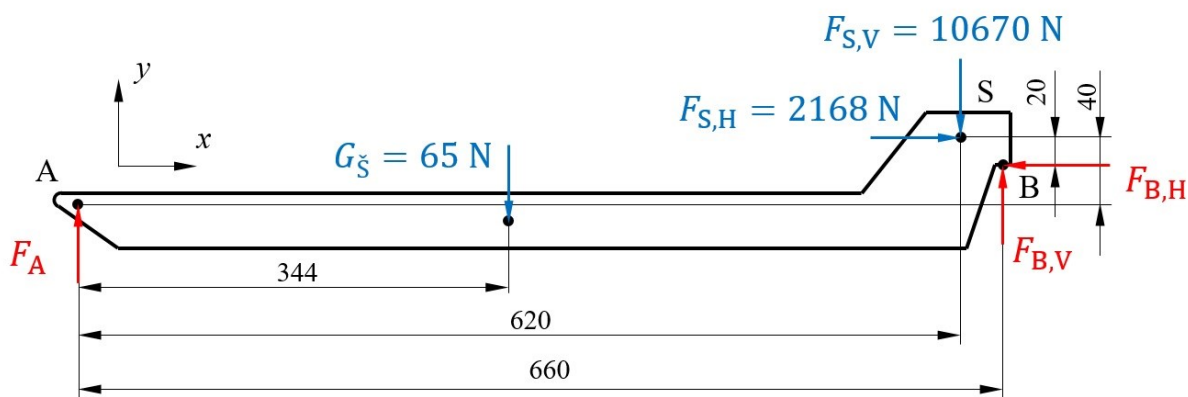 F_S,V = 10670 N
y
S
20
40
F_S,H = 2168 N
x
G_Š = 65 N
A
B
F_B,H
F_A
F_B,V
344
620
660